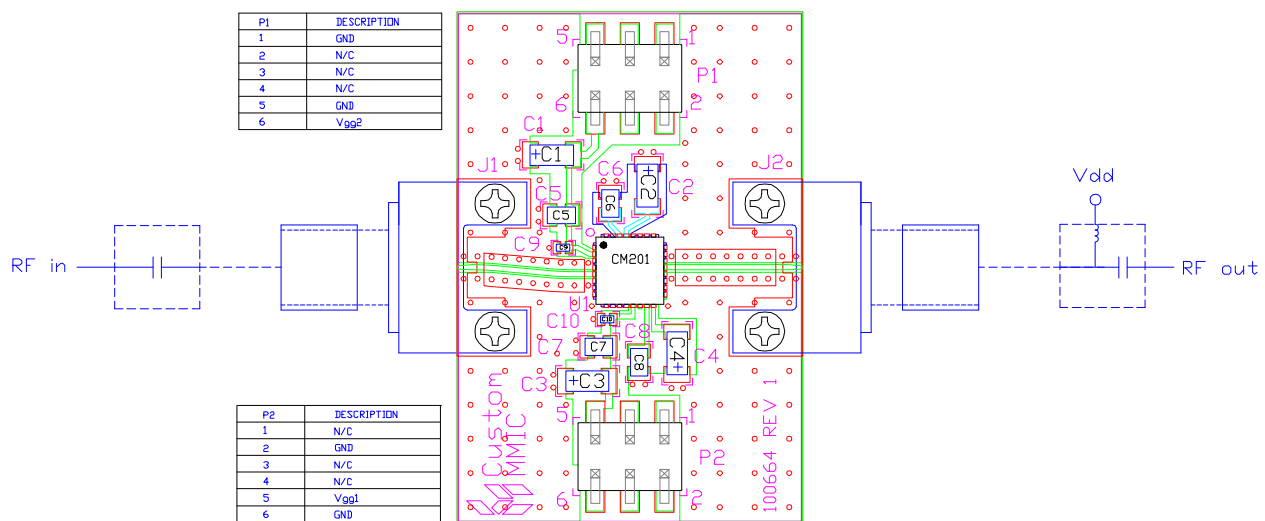 P1 DESCRIPTION
1 GND
2 N/C
3 N/C
4 N/C
5 GND
6 Vgg2
5 1
P1
6 2
C1
+C1
J1
J2
C6
C6
+C2
C2
C5
C5
C9
C9
CM201
U1
Vdd
RF in
RF out
C10
C10
C8
C8
C7
C7
C4+
C4
C3
+C3
P2 DESCRIPTION
1 N/C
2 GND
3 N/C
4 N/C
5 Vgg1
6 GND
5 1
P2
6 2
Custom
MMIC
100664 REV 1